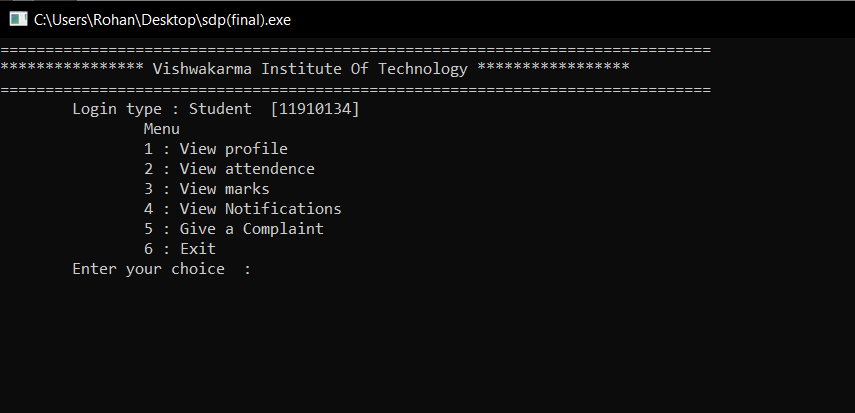 C:\Users\Rohan\Desktop\sdp(final).exe
===============================================================================
**************** Vishwakarma Institute Of Technology *****************
===============================================================================
Login type : Student  [11910134]
Menu
1 : View profile
2 : View attendence
3 : View marks
4 : View Notifications
5 : Give a Complaint
6 : Exit
Enter your choice  :